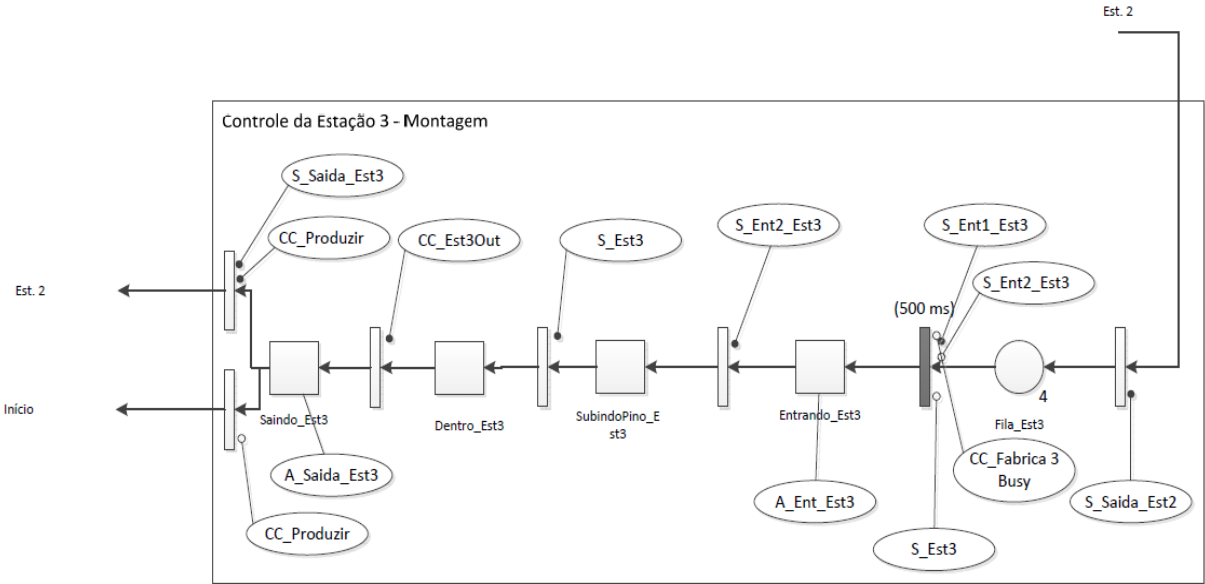 Est. 2
Controle da Estação 3 - Montagem
S_Saida_Est3
CC_Produzir
CC_Est3Out
S_Est3
S_Ent2_Est3
S_Ent1_Est3
S_Ent2_Est3
(500 ms)
Est. 2
Início
Saindo_Est3
Dentro_Est3
SubindoPino_E
st3
Entrando_Est3
4
Fila_Est3
A_Saida_Est3
CC_Produzir
A_Ent_Est3
CC_Fabrica 3
Busy
S_Saida_Est2
S_Est3